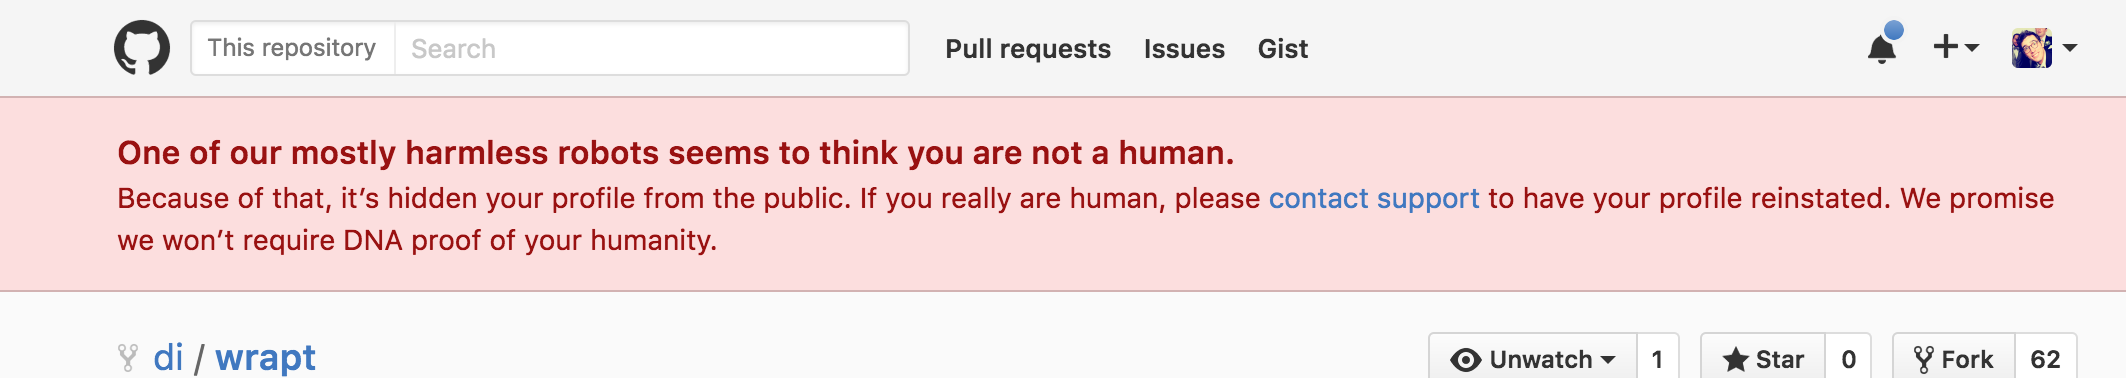 This repository Search Pull requests Issues Gist
One of our mostly harmless robots seems to think you are not a human.
Because of that, it’s hidden your profile from the public. If you really are human, please contact support to have your profile reinstated. We promise
we won’t require DNA proof of your humanity.
di / wrapt Unwatch 1 Star 0 Fork 62